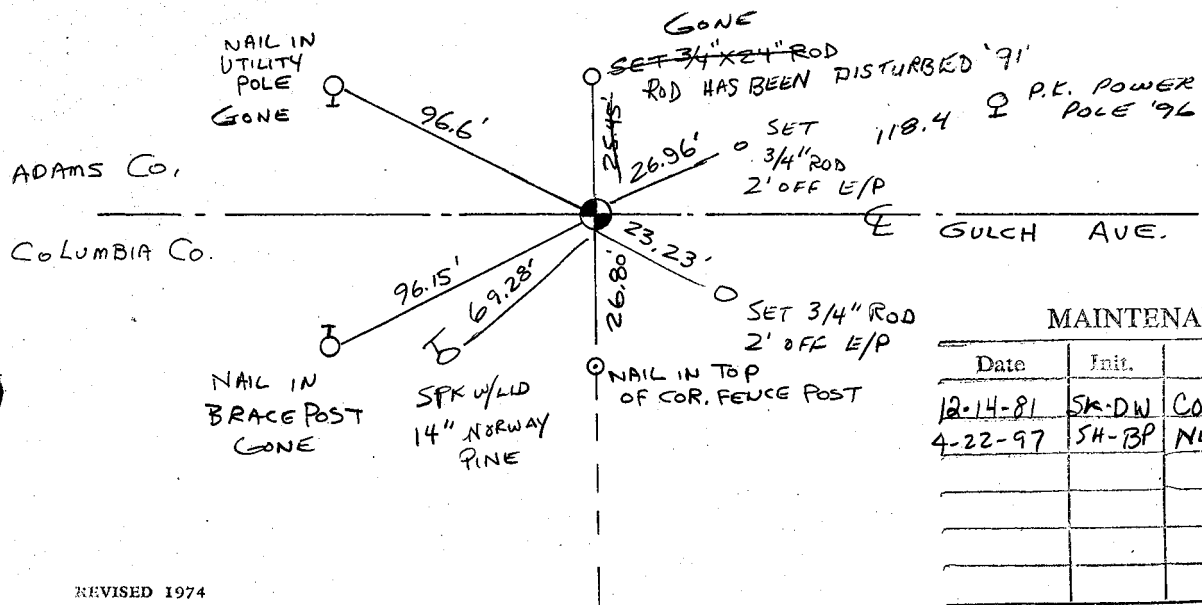 GONE
NAIL IN
UTILITY
POLE
GONE
SET 3/4"X24" ROD
ROD HAS BEEN DISTURBED '91'
P.K. POWER
POLE '96
118.4
96.6'
25.45'
26.96'
SET
3/4" ROD
2' OFF E/P
ADAMS CO.
COLUMBIA CO.
GULCH AVE.
96.15'
69.28'
26.80'
23.23'
SET 3/4" ROD
2' OFF E/P
NAIL IN
BRACE POST
GONE
SPK W/LID
14" NORWAY
PINE
NAIL IN TOP
OF COR. FENCE POST
MAINTENA
Date Init.
12-14-81 SK-DW Co
4-22-97 SH-BP
REVISED 1974